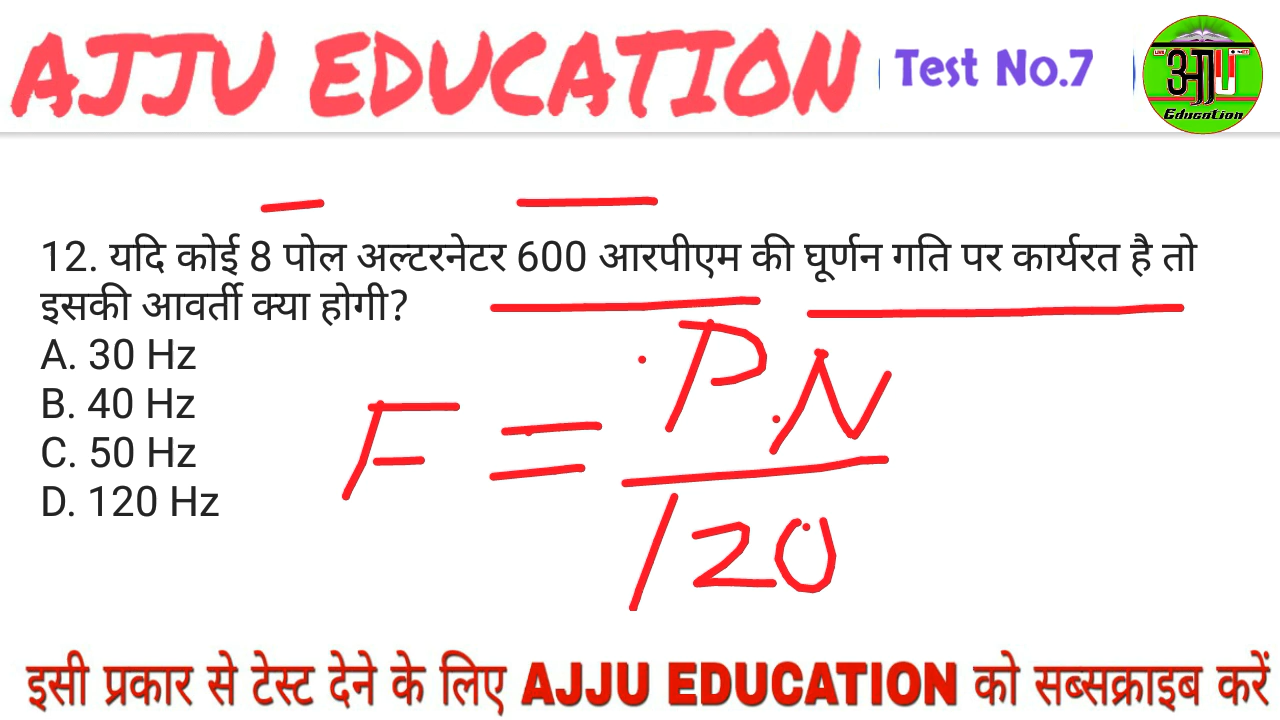 AJJU EDUCATION Test No.7
आJJU
Education
12. यदि कोई 8 पोल अल्टरनेटर 600 आरपीएम की घूर्णन गति पर कार्यरत है तो
इसकी आवर्ती क्या होगी?
A. 30 Hz
B. 40 Hz
C. 50 Hz
D. 120 Hz
F = P.N
120
इसी प्रकार से टेस्ट देने के लिए AJJU EDUCATION को सब्सक्राइब करें